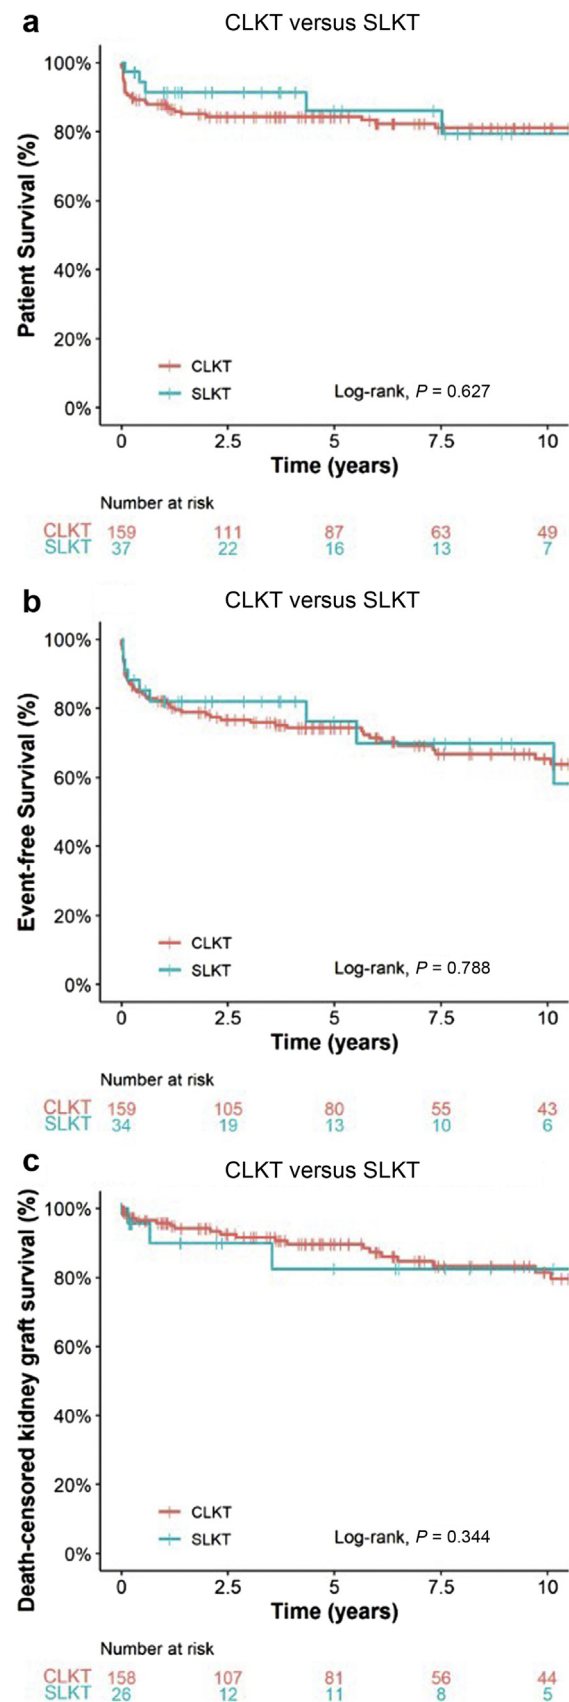 a
CLKT versus SLKT
Patient Survival (%)
100%
80%
60%
40%
20%
0%
CLKT
SLKT
Log-rank, P = 0.627
0 2.5 5 7.5 10
Time (years)
Number at risk
CLKT 159 111 87 63 49
SLKT 37 22 16 13 7
b
CLKT versus SLKT
Event-free Survival (%)
100%
80%
60%
40%
20%
0%
CLKT
SLKT
Log-rank, P = 0.788
0 2.5 5 7.5 10
Time (years)
Number at risk
CLKT 159 105 80 55 43
SLKT 34 19 13 10 6
c
CLKT versus SLKT
Death-censored kidney graft survival (%)
100%
80%
60%
40%
20%
0%
CLKT
SLKT
Log-rank, P = 0.344
0 2.5 5 7.5 10
Time (years)
Number at risk
CLKT 158 107 81 56 44
SLKT 26 12 11 8 5